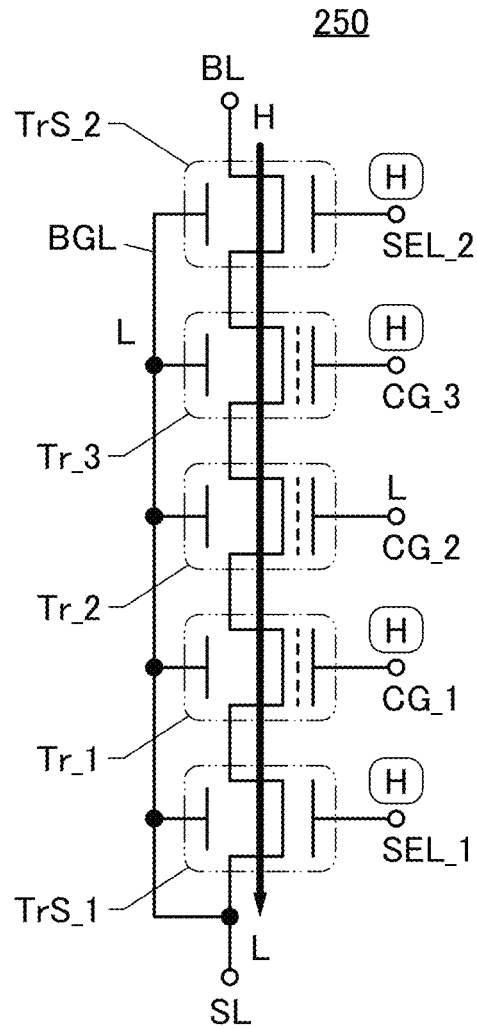 250
BL
H
TrS_2
H
SEL_2
BGL
L
H
CG_3
Tr_3
L
CG_2
Tr_2
H
CG_1
Tr_1
H
SEL_1
TrS_1
L
SL